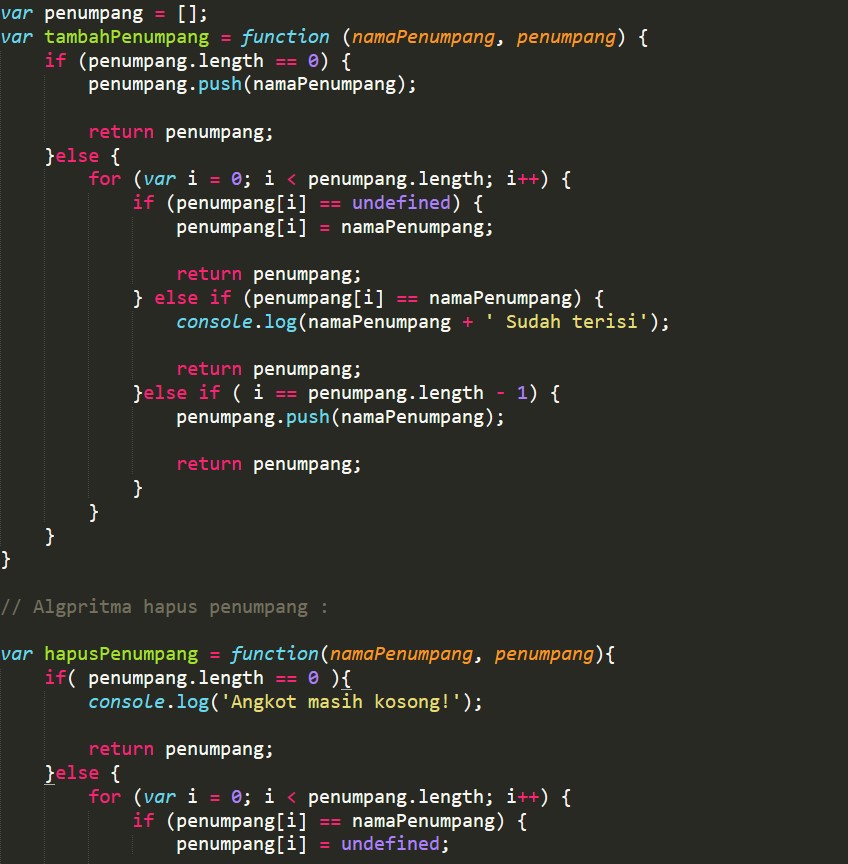 var penumpang = [];
var tambahPenumpang = function (namaPenumpang, penumpang) {
    if (penumpang.length == 0) {
        penumpang.push(namaPenumpang);

        return penumpang;
    }else {
        for (var i = 0; i < penumpang.length; i++) {
            if (penumpang[i] == undefined) {
                penumpang[i] = namaPenumpang;

                return penumpang;
            } else if (penumpang[i] == namaPenumpang) {
                console.log(namaPenumpang + ' Sudah terisi');

                return penumpang;
            }else if ( i == penumpang.length - 1) {
                penumpang.push(namaPenumpang);

                return penumpang;
            }
        }
    }
}

// Algpritma hapus penumpang :

var hapusPenumpang = function(namaPenumpang, penumpang){
    if( penumpang.length == 0 ){
        console.log('Angkot masih kosong!');

        return penumpang;
    }else {
        for (var i = 0; i < penumpang.length; i++) {
            if (penumpang[i] == namaPenumpang) {
                penumpang[i] = undefined;